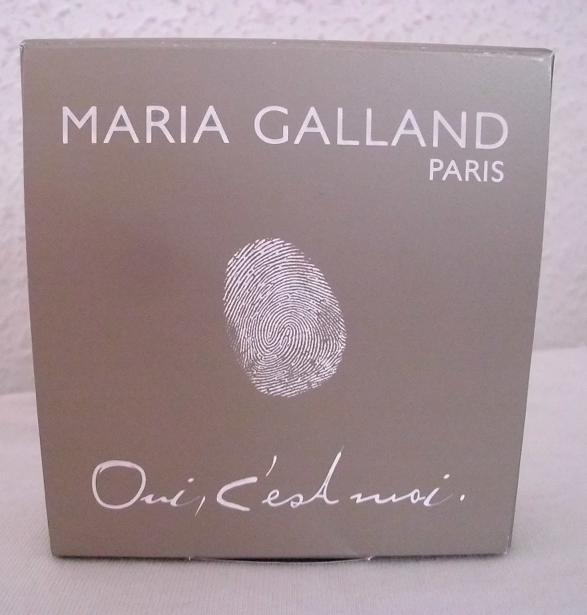 MARIA GALLAND
PARIS
Oui, c'est moi.